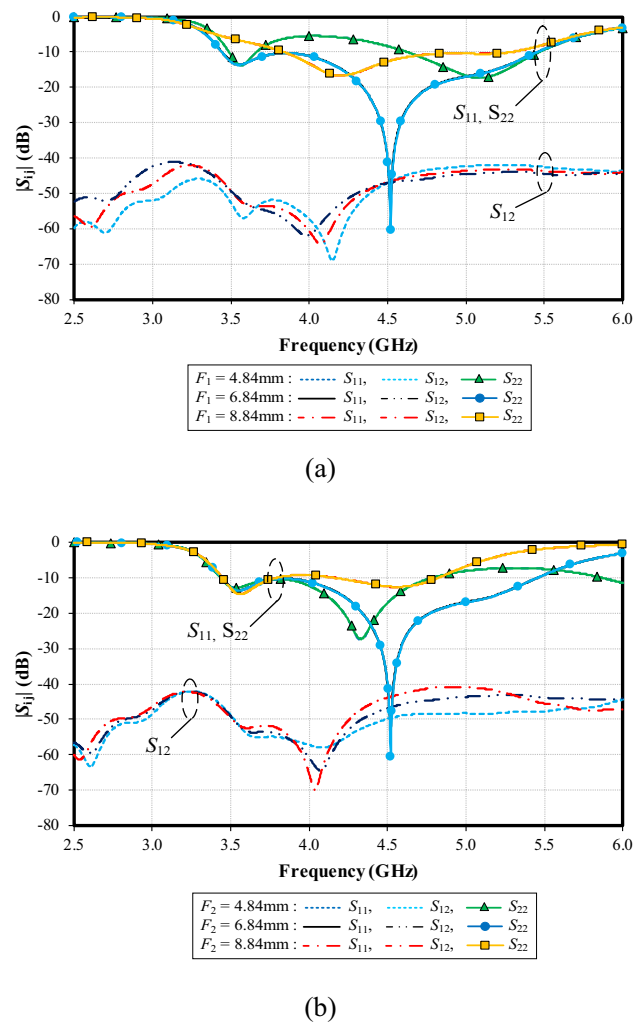 0
-10
-20
-30
-40
-50
-60
-70
-80
|Sij| (dB)
S11, S22
S12
2.5 3.0 3.5 4.0 4.5 5.0 5.5 6.0
Frequency (GHz)
F1 = 4.84mm : S11, S12, S22
F1 = 6.84mm : S11, S12, S22
F1 = 8.84mm : S11, S12, S22
(a)
0
-10
-20
-30
-40
-50
-60
-70
-80
|Sij| (dB)
S11, S22
S12
2.5 3.0 3.5 4.0 4.5 5.0 5.5 6.0
Frequency (GHz)
F2 = 4.84mm : S11, S12, S22
F2 = 6.84mm : S11, S12, S22
F2 = 8.84mm : S11, S12, S22
(b)